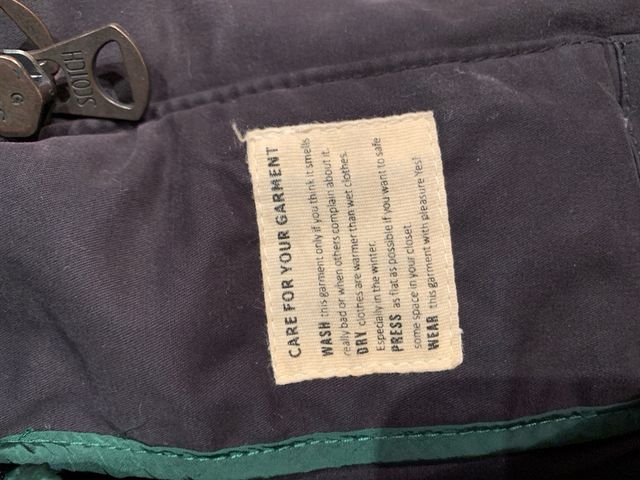 SCOTCH
CARE FOR YOUR GARMENT
WASH this garment only if you think it smells
really bad or when others complain about it.
DRY clothes are warmer than wet clothes.
Especially in the winter.
PRESS as flat as possible if you want to safe
some space in your closet.
WEAR this garment with pleasure Yes!